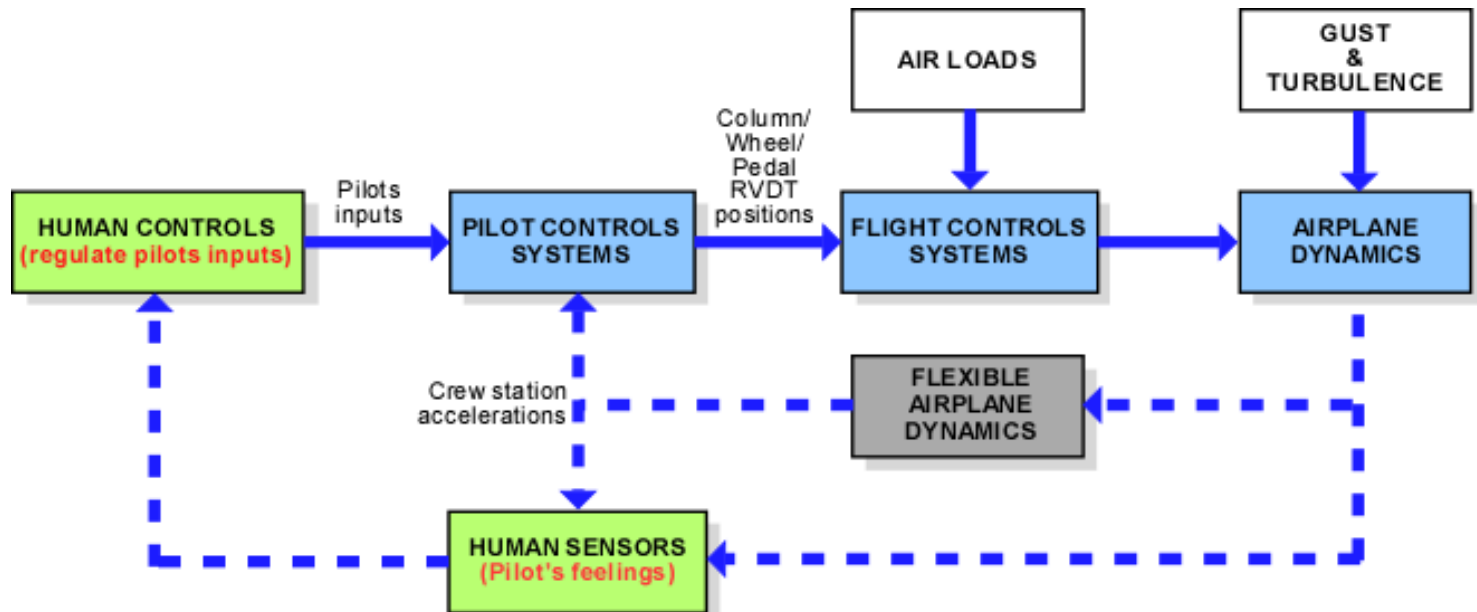 AIR LOADS
GUST
&
TURBULENCE
Column/
Wheel/
Pedal
RVDT
positions
Pilots
inputs
HUMAN CONTROLS
(regulate pilots inputs)
PILOT CONTROLS
SYSTEMS
FLIGHT CONTROLS
SYSTEMS
AIRPLANE
DYNAMICS
Crew station
accelerations
FLEXIBLE
AIRPLANE
DYNAMICS
HUMAN SENSORS
(Pilot's feelings)